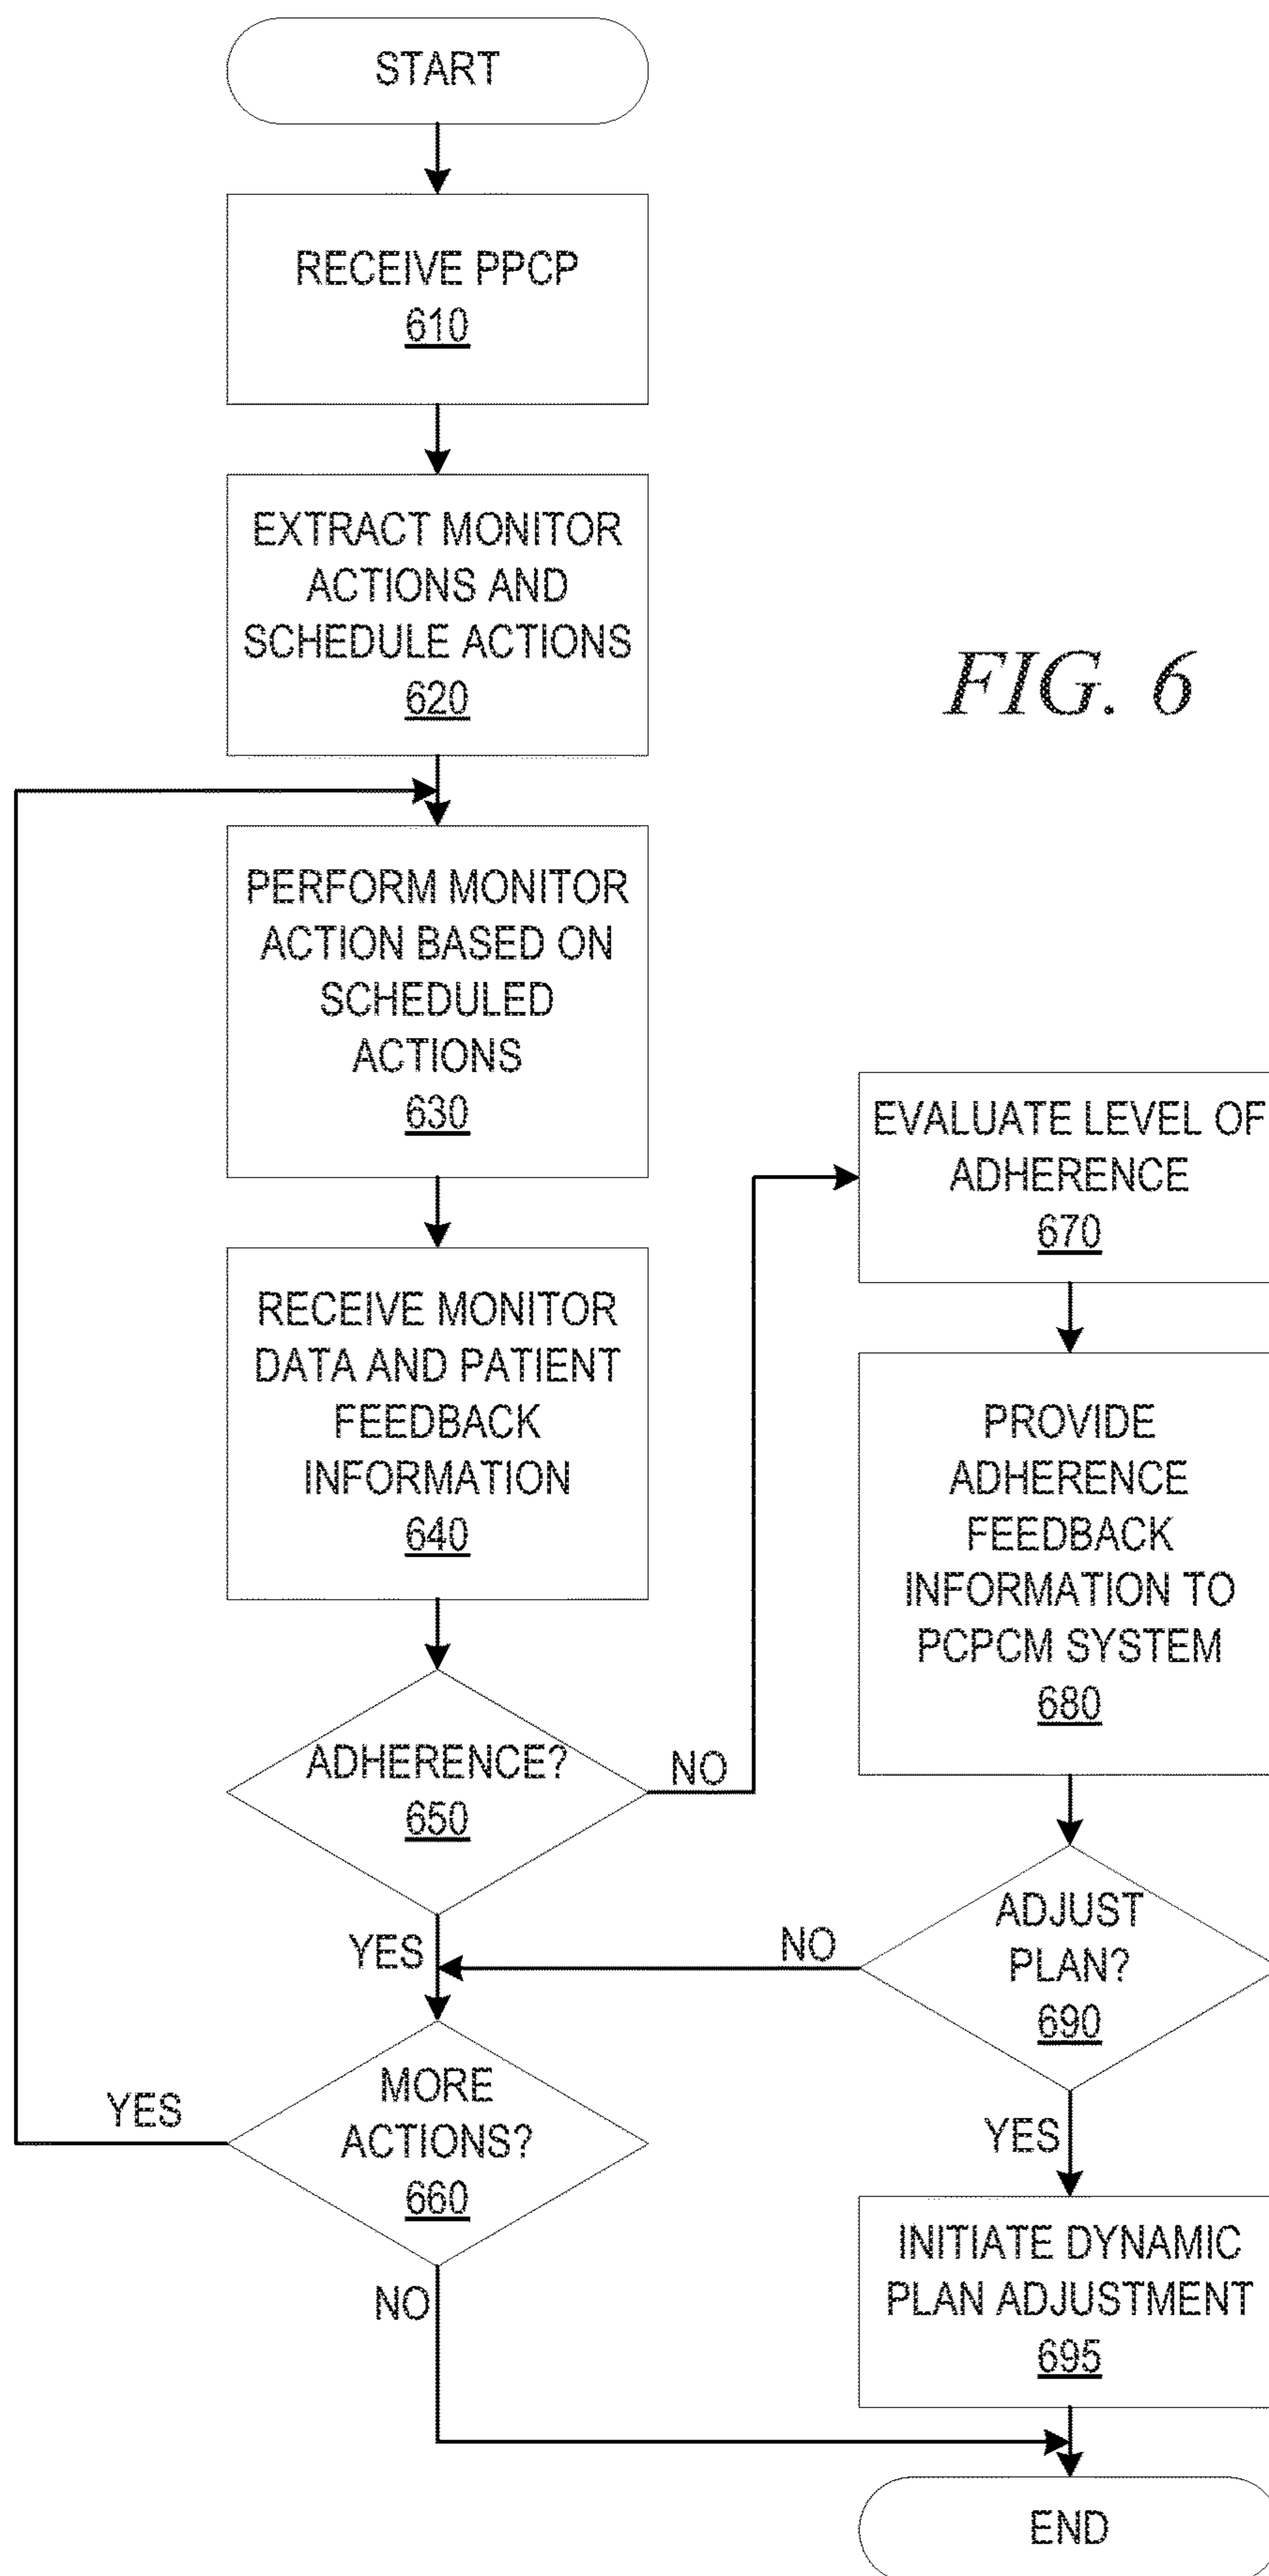 START
RECEIVE PPCP
610
EXTRACT MONITOR
ACTIONS AND
SCHEDULE ACTIONS
620
FIG. 6
PERFORM MONITOR
ACTION BASED ON
SCHEDULED
ACTIONS
630
RECEIVE MONITOR
DATA AND PATIENT
FEEDBACK
INFORMATION
640
ADHERENCE?
650
NO
YES
MORE
ACTIONS?
660
YES
NO
EVALUATE LEVEL OF
ADHERENCE
670
PROVIDE
ADHERENCE
FEEDBACK
INFORMATION TO
PCPCM SYSTEM
680
ADJUST
PLAN?
690
NO
YES
INITIATE DYNAMIC
PLAN ADJUSTMENT
695
END